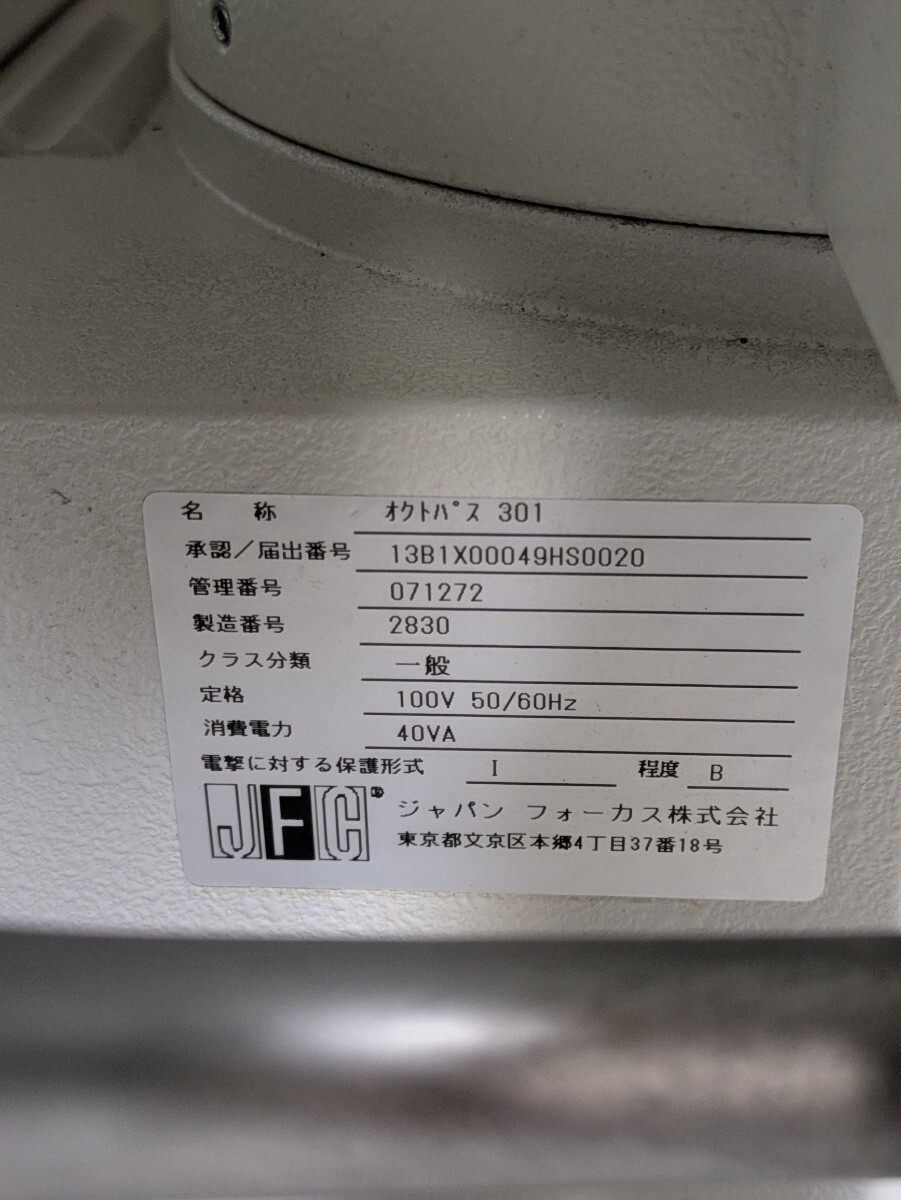 名 称 ｵｸﾄﾊﾟｽ 301
承認／届出番号 13B1X00049HS0020
管理番号 071272
製造番号 2830
クラス分類 一般
定格 100V 50/60Hz
消費電力 40VA
電撃に対する保護形式 I 程度 B
JFC® ジャパン フォーカス株式会社
東京都文京区本郷4丁目37番18号